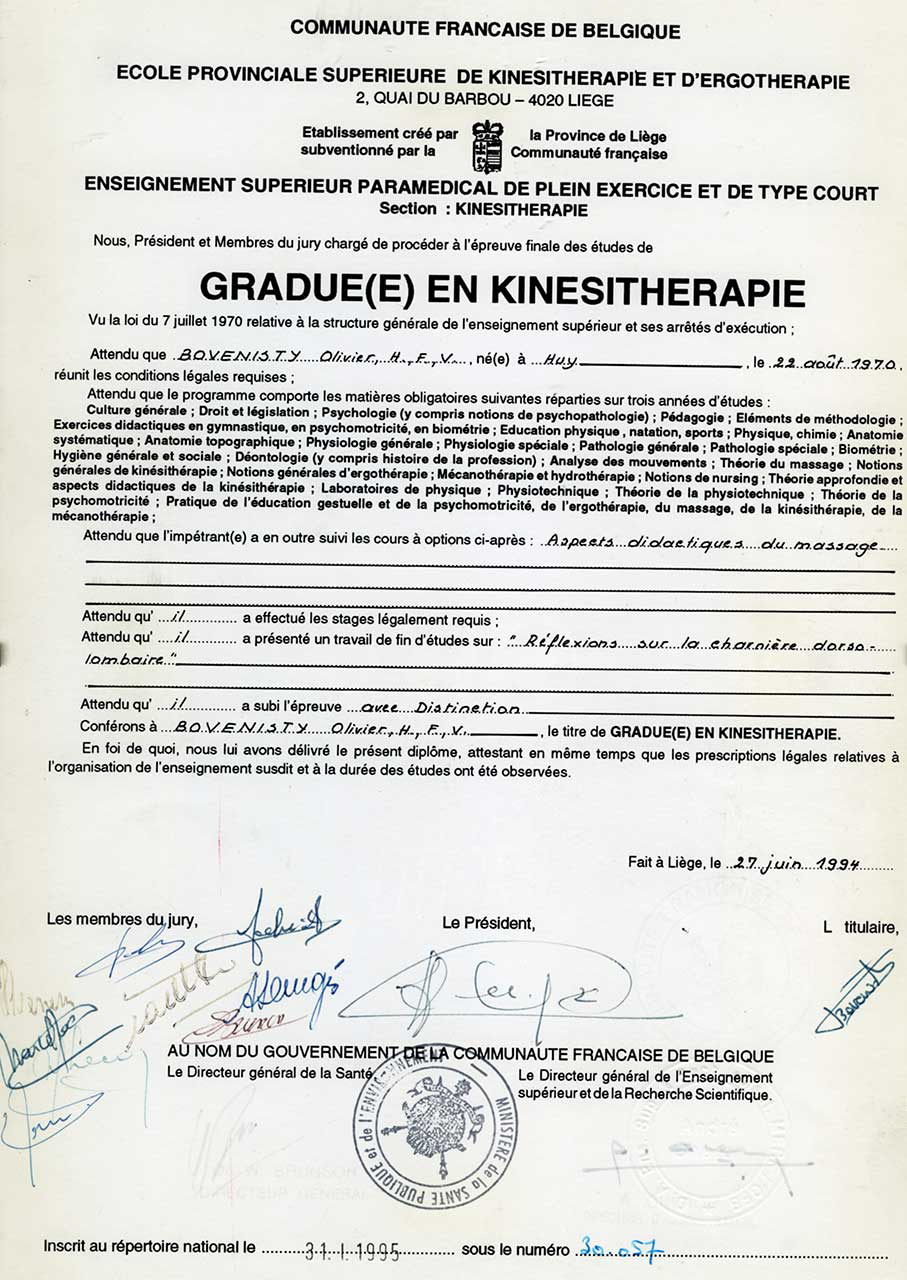 COMMUNAUTE FRANCAISE DE BELGIQUE
ECOLE PROVINCIALE SUPERIEURE DE KINESITHERAPIE ET D'ERGOTHERAPIE
2, QUAI DU BARBOU – 4020 LIEGE
Etablissement créé par la Province de Liège
subventionné par la Communauté française
ENSEIGNEMENT SUPERIEUR PARAMEDICAL DE PLEIN EXERCICE ET DE TYPE COURT
Section : KINESITHERAPIE
Nous, Président et Membres du jury chargé de procéder à l'épreuve finale des études de
GRADUE(E) EN KINESITHERAPIE
Vu la loi du 7 juillet 1970 relative à la structure générale de l'enseignement supérieur et ses arrêtés d'exécution ;
Attendu que BOVENISTY Olivier, H., F., V. , né(e) à Huy , le 22 août 1970,
réunit les conditions légales requises ;
Attendu que le programme comporte les matières obligatoires suivantes réparties sur trois années d'études :
Culture générale ; Droit et législation ; Psychologie (y compris notions de psychopathologie) ; Pédagogie ; Eléments de méthodologie ;
Exercices didactiques en gymnastique, en psychomotricité, en biométrie ; Education physique , natation, sports ; Physique, chimie ; Anatomie
systématique ; Anatomie topographique ; Physiologie générale ; Physiologie spéciale ; Pathologie générale ; Pathologie spéciale ; Biométrie ;
Hygiène générale et sociale ; Déontologie (y compris histoire de la profession) ; Analyse des mouvements ; Théorie du massage ; Notions
générales de kinésithérapie ; Notions générales d'ergothérapie ; Mécanothérapie et hydrothérapie ; Notions de nursing ; Théorie approfondie et
aspects didactiques de la kinésithérapie ; Laboratoires de physique ; Physiotechnique ; Théorie de la physiotechnique ; Théorie de la
psychomotricité ; Pratique de l'éducation gestuelle et de la psychomotricité, de l'ergothérapie, du massage, de la kinésithérapie, de la
mécanothérapie ;
Attendu que l'impétrant(e) a en outre suivi les cours à options ci-après : Aspects didactiques du massage
Attendu qu' il a effectué les stages légalement requis ;
Attendu qu' il a présenté un travail de fin d'études sur : "Réflexions sur la charnière dorso-
lombaire"
Attendu qu' il a subi l'épreuve avec Distinction
Conférons à BOVENISTY Olivier, H., F., V. , le titre de GRADUE(E) EN KINESITHERAPIE.
En foi de quoi, nous lui avons délivré le présent diplôme, attestant en même temps que les prescriptions légales relatives à
l'organisation de l'enseignement susdit et à la durée des études ont été observées.
Fait à Liège, le 27 juin 1994
Les membres du jury, Le Président, L titulaire,
AU NOM DU GOUVERNEMENT DE LA COMMUNAUTE FRANCAISE DE BELGIQUE
Le Directeur général de la Santé, Le Directeur général de l'Enseignement
supérieur et de la Recherche Scientifique.
MINISTERE de la SANTE PUBLIQUE et de l'ENVIRONNEMENT
W. BRUNSON
DIRECTEUR GENERAL
Inscrit au répertoire national le 31.1.1995 sous le numéro 30.057